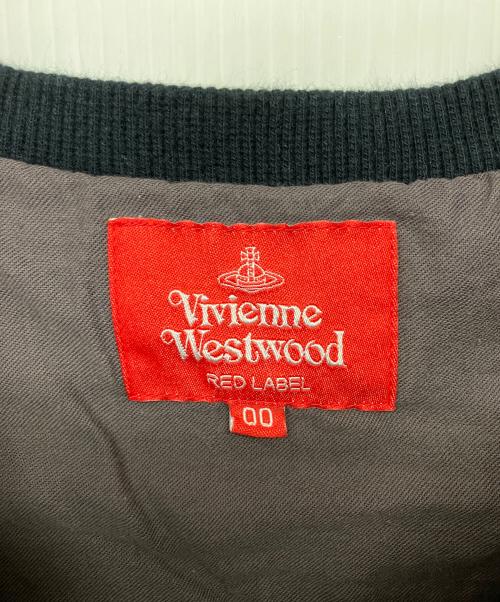 Vivienne
Westwood
RED LABEL
00